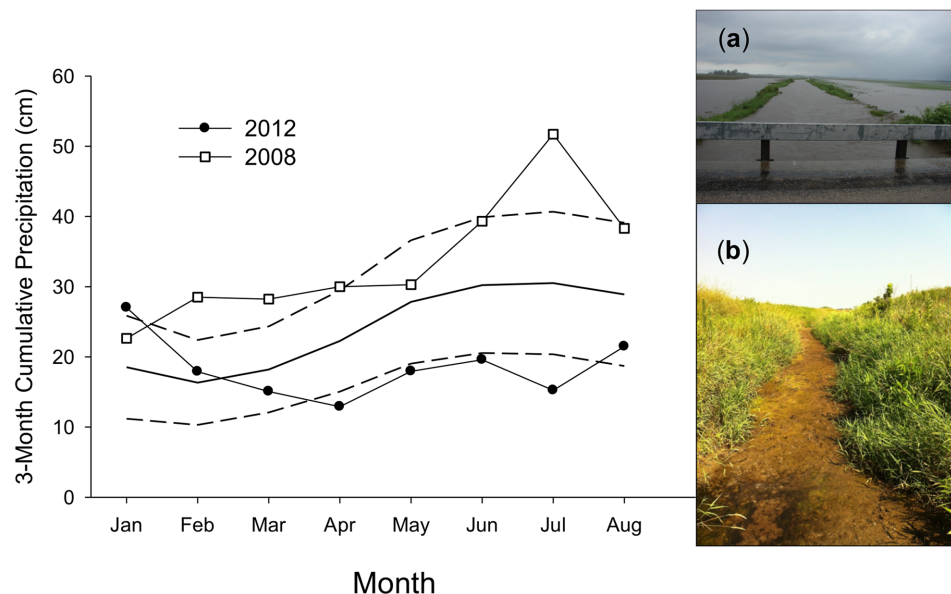 (a)
60
50
40
30
20
10
0
3-Month Cumulative Precipitation (cm)
2012
2008
Jan Feb Mar Apr May Jun Jul Aug
Month
(b)